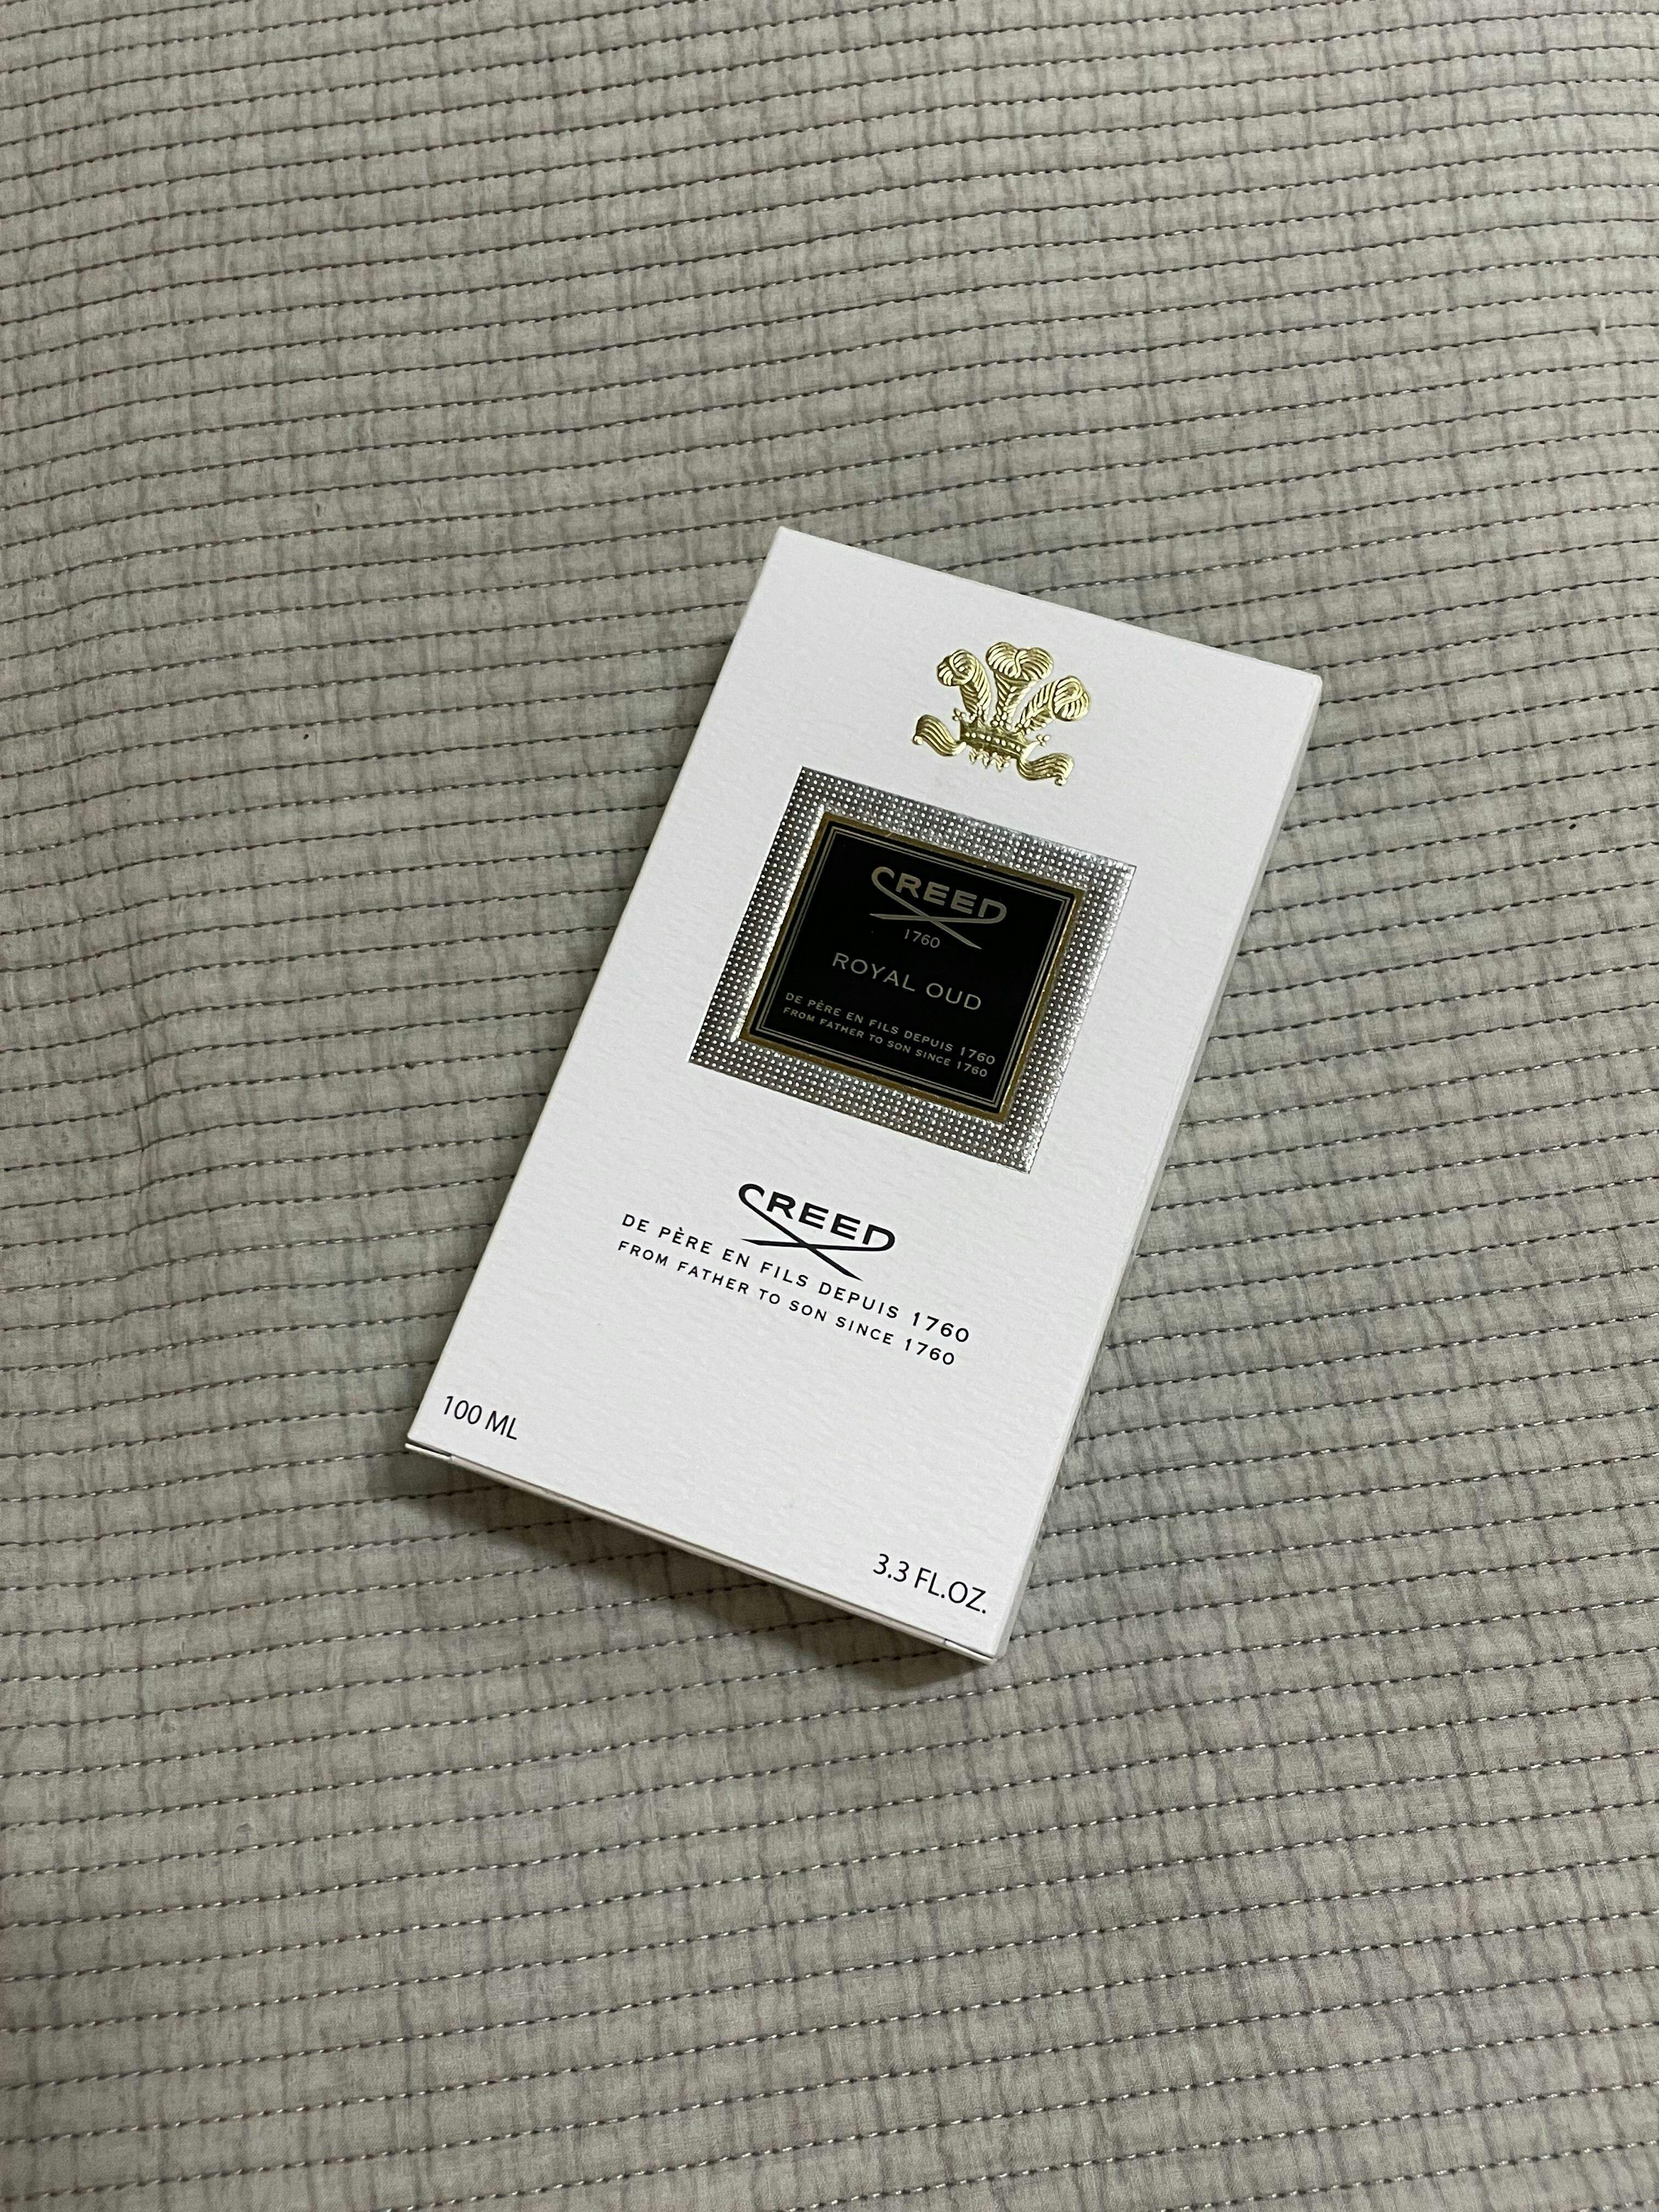 CREED
1760
ROYAL OUD
DE PÈRE EN FILS DEPUIS 1760
FROM FATHER TO SON SINCE 1760
CREED
DE PÈRE EN FILS DEPUIS 1760
FROM FATHER TO SON SINCE 1760
100 ML
3.3 FL.OZ.